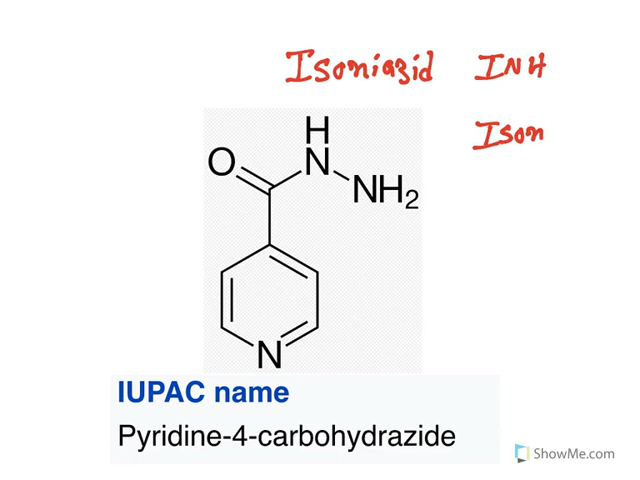 Isoniazid INH
Ison
H
O N
NH2
N
IUPAC name
Pyridine-4-carbohydrazide
ShowMe.com